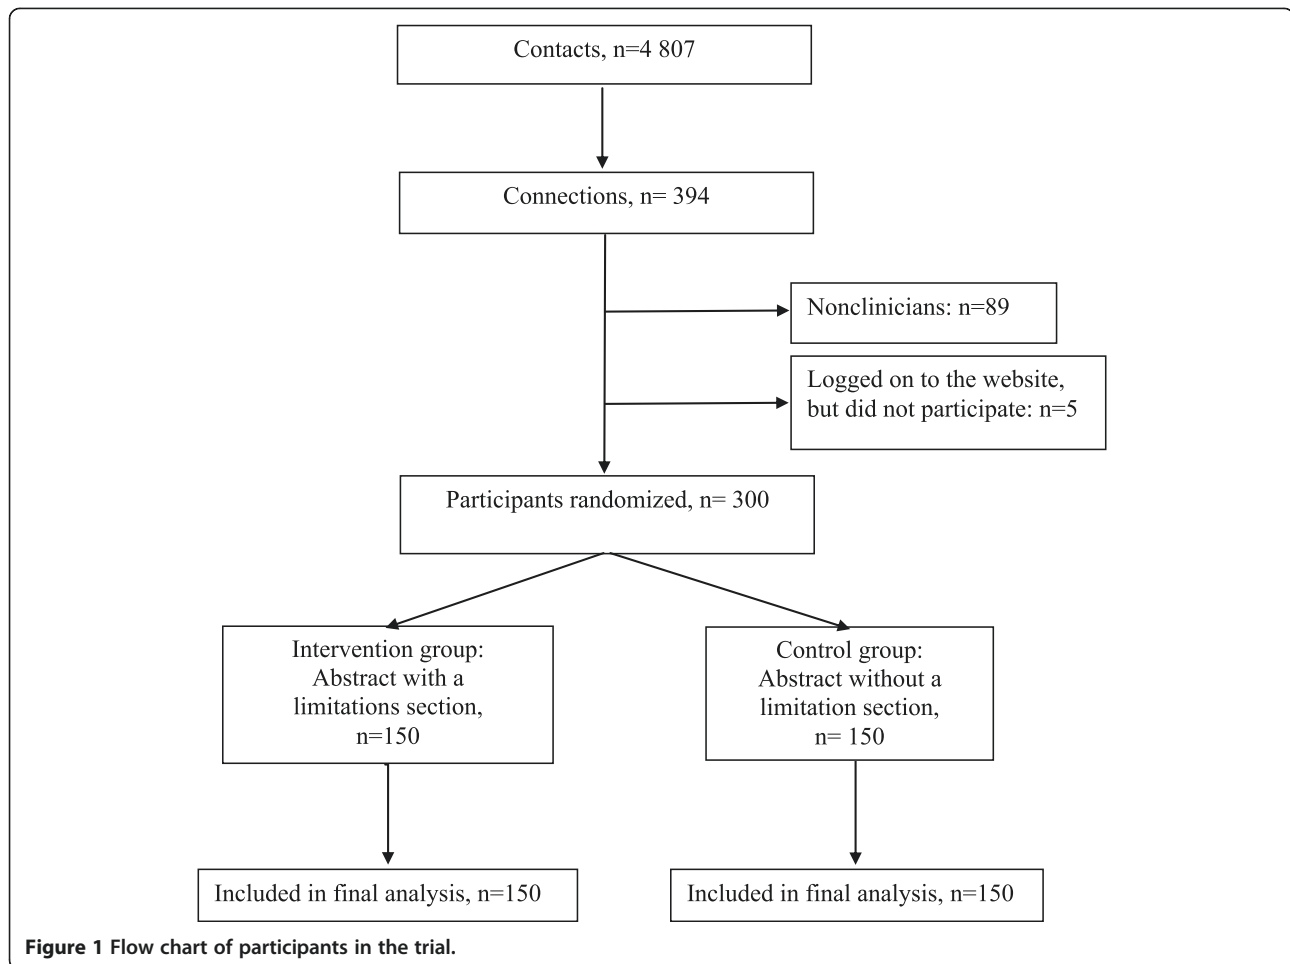 Contacts, n=4 807
Connections, n= 394
Nonclinicians: n=89
Logged on to the website,
but did not participate: n=5
Participants randomized, n= 300
Intervention group:
Abstract with a
limitations section,
n=150
Control group:
Abstract without a
limitation section,
n= 150
Included in final analysis, n=150
Included in final analysis, n=150
Figure 1 Flow chart of participants in the trial.